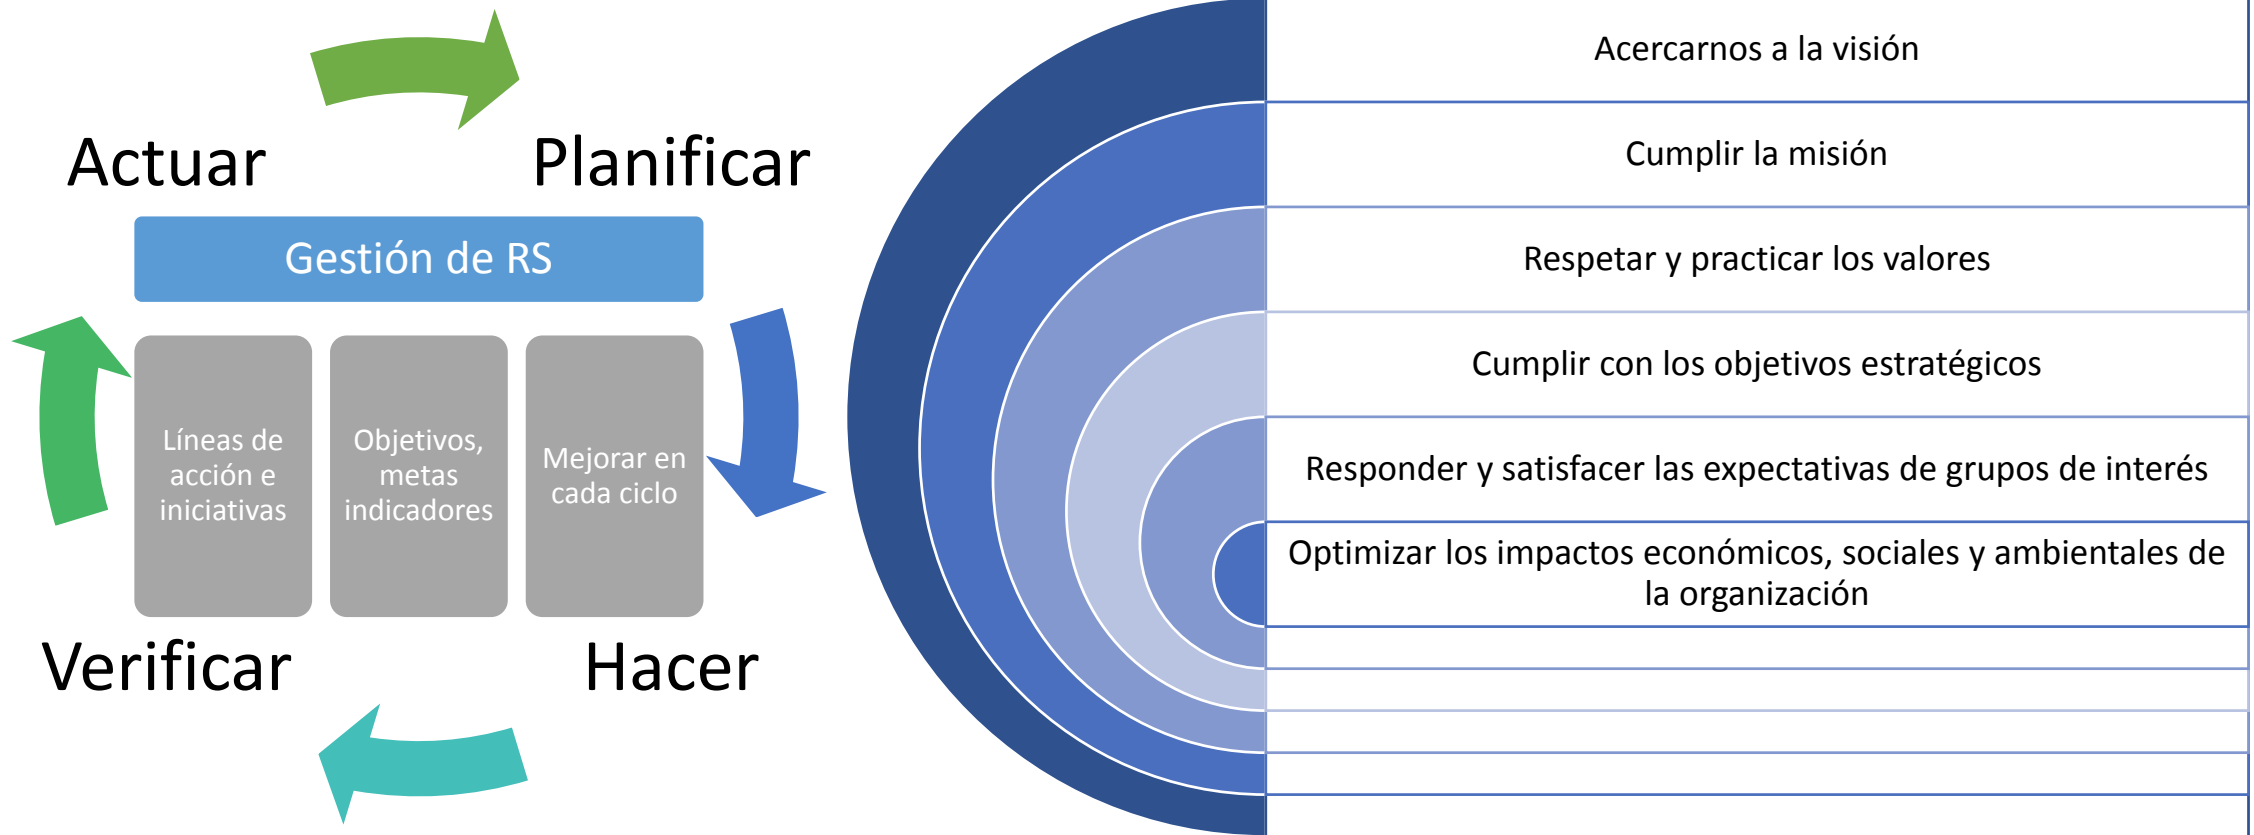 Actuar
Planificar
Gestión de RS
Líneas de
acción e
iniciativas
Objetivos,
metas
indicadores
Mejorar en
cada ciclo
Verificar
Hacer
Acercarnos a la visión
Cumplir la misión
Respetar y practicar los valores
Cumplir con los objetivos estratégicos
Responder y satisfacer las expectativas de grupos de interés
Optimizar los impactos económicos, sociales y ambientales de
la organización